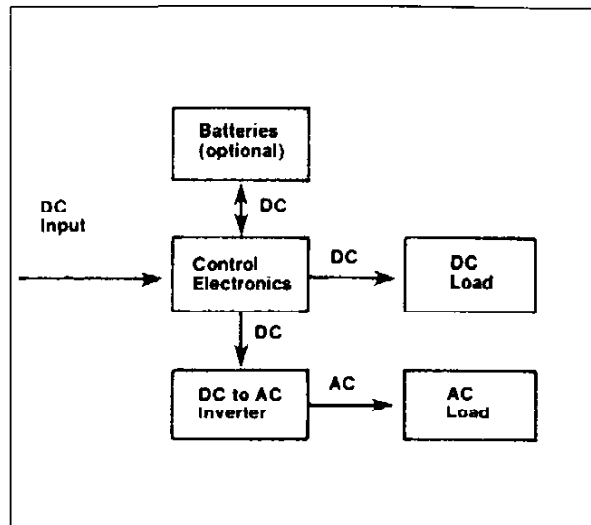 Batteries
(optional)
DC
DC
Input
Control
Electronics
DC
DC
Load
DC
DC to AC
Inverter
AC
AC
Load